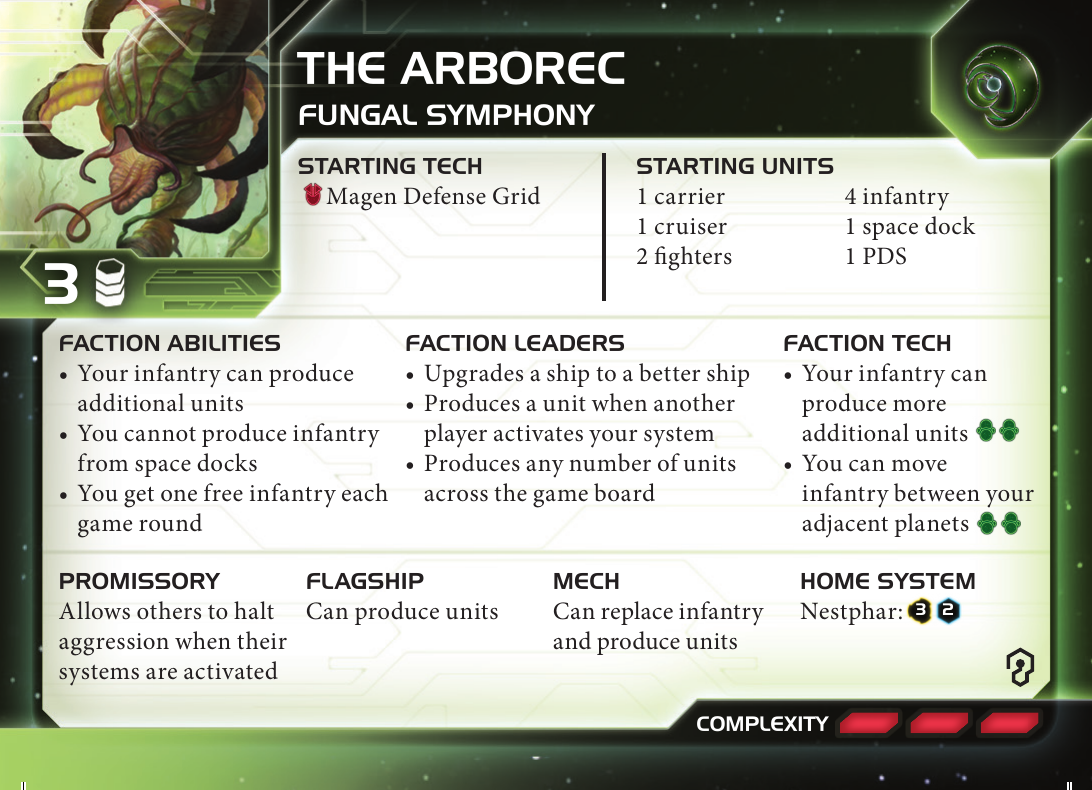 THE ARBOREC
FUNGAL SYMPHONY
3
STARTING TECH
Magen Defense Grid
STARTING UNITS
1 carrier
1 cruiser
2 fighters
4 infantry
1 space dock
1 PDS
FACTION ABILITIES
• Your infantry can produce
additional units
• You cannot produce infantry
from space docks
• You get one free infantry each
game round
FACTION LEADERS
• Upgrades a ship to a better ship
• Produces a unit when another
player activates your system
• Produces any number of units
across the game board
FACTION TECH
• Your infantry can
produce more
additional units
• You can move
infantry between your
adjacent planets
PROMISSORY
Allows others to halt
aggression when their
systems are activated
FLAGSHIP
Can produce units
MECH
Can replace infantry
and produce units
HOME SYSTEM
Nestphar: 3 2
COMPLEXITY